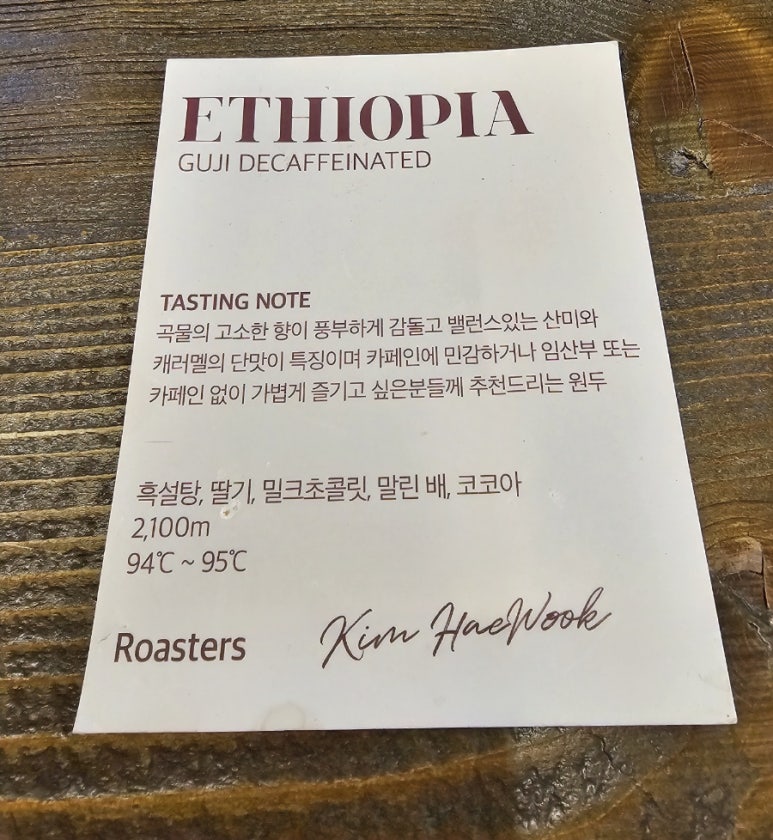 ETHIOPIA
GUJI DECAFFEINATED
TASTING NOTE
곡물의 고소한 향이 풍부하게 감돌고 밸런스있는 산미와
캐러멜의 단맛이 특징이며 카페인에 민감하거나 임산부 또는
카페인 없이 가볍게 즐기고 싶은분들께 추천드리는 원두
흑설탕, 딸기, 밀크초콜릿, 말린 배, 코코아
2,100m
94℃ ~ 95℃
Roasters Kim HaeWook